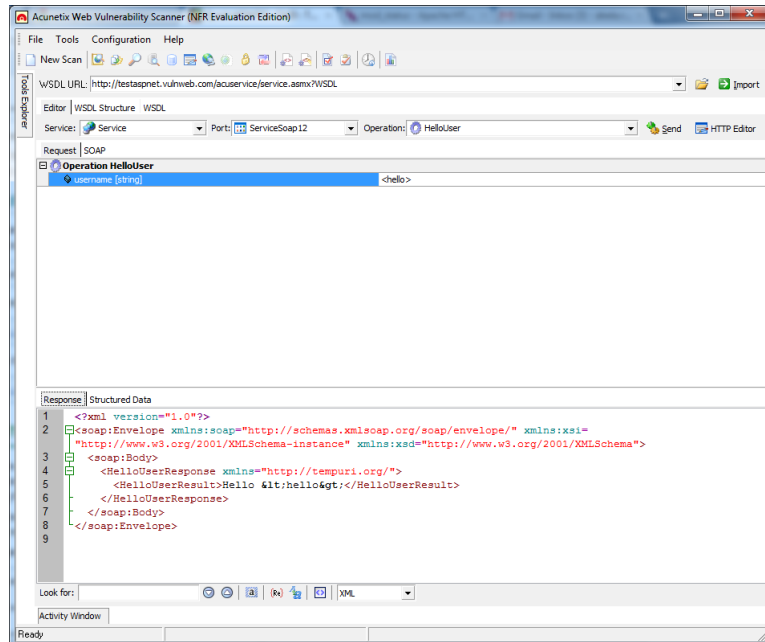 Acunetix Web Vulnerability Scanner (NFR Evaluation Edition)
File Tools Configuration Help
New Scan
Tools Explorer
WSDL URL: http://testaspnet.vulnweb.com/acuservice/service.asmx?WSDL Import
Editor WSDL Structure WSDL
Service: Service Port: ServiceSoap12 Operation: HelloUser Send HTTP Editor
Request SOAP
Operation HelloUser
username [string] <hello>
Response Structured Data
1 <?xml version="1.0"?>
2 <soap:Envelope xmlns:soap="http://schemas.xmlsoap.org/soap/envelope/" xmlns:xsi=
"http://www.w3.org/2001/XMLSchema-instance" xmlns:xsd="http://www.w3.org/2001/XMLSchema">
3 <soap:Body>
4 <HelloUserResponse xmlns="http://tempuri.org/">
5 <HelloUserResult>Hello &lt;hello&gt;</HelloUserResult>
6 </HelloUserResponse>
7 </soap:Body>
8 </soap:Envelope>
9
Look for: XML
Activity Window
Ready